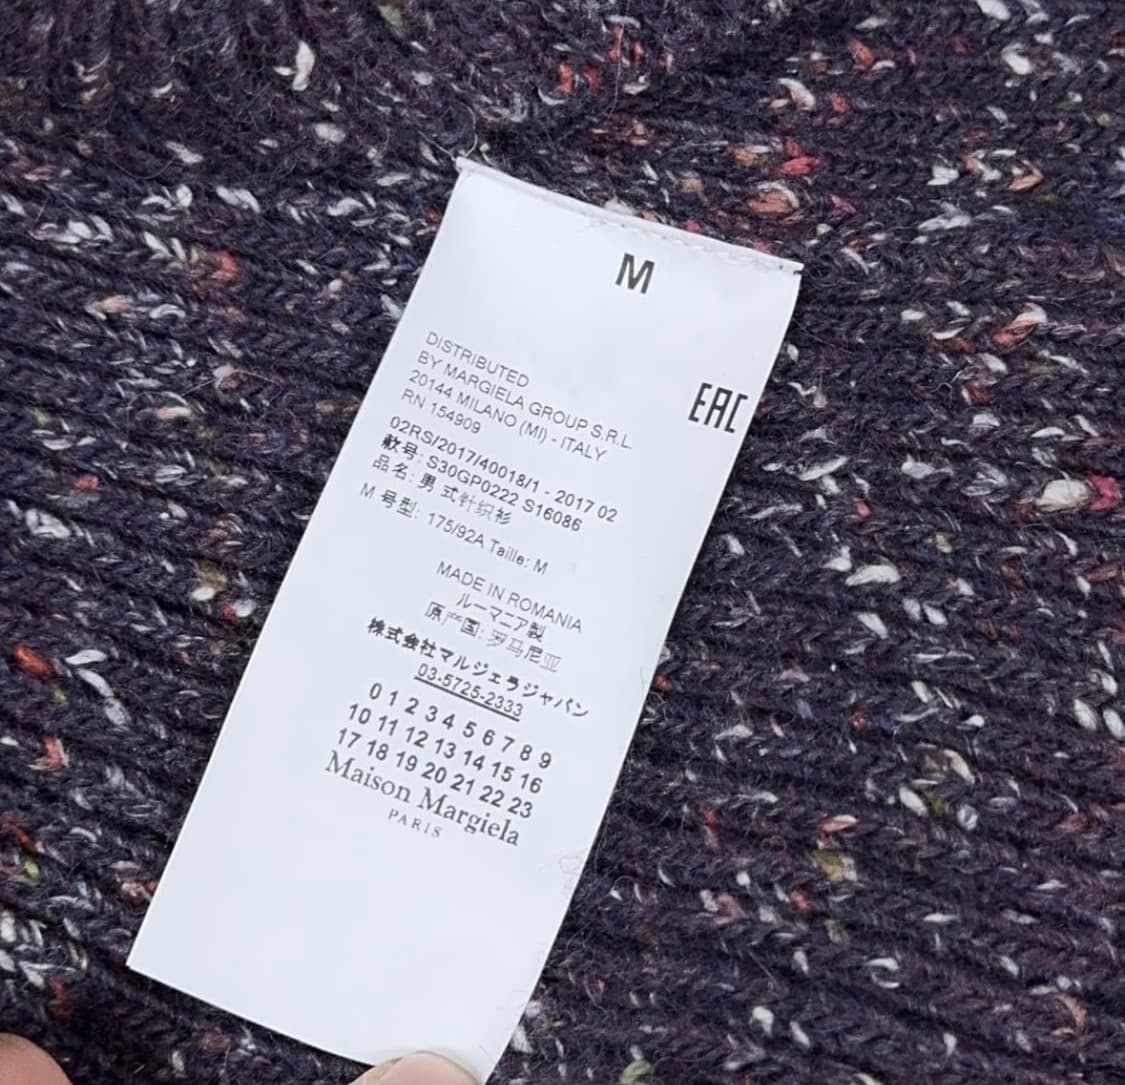 M
EAC
DISTRIBUTED
BY MARGIELA GROUP S.R.L.
20144 MILANO (MI) - ITALY
RN 154909
02RS/2017/40018/1 - 2017 02
款号: S30GP0222 S16086
品名: 男 式针织衫
M 号型: 175/92A Taille: M
MADE IN ROMANIA
ルーマニア製
原产国: 罗马尼亚
株式会社マルジェラジャパン
03-5725-2333
0 1 2 3 4 5 6 7 8 9
10 11 12 13 14 15 16
17 18 19 20 21 22 23
Maison Margiela
PARIS